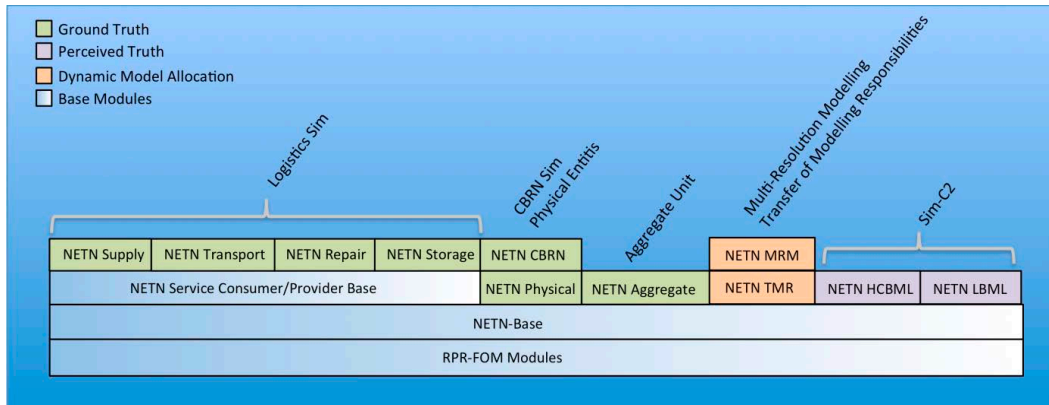 Ground Truth
Perceived Truth
Dynamic Model Allocation
Base Modules
Logistics Sim
CBRN Sim
Physical Entitis
Aggregate Unit
Multi-Resolution Modelling
Transfer of Modelling Responsibilities
Sim-C2
NETN Supply
NETN Transport
NETN Repair
NETN Storage
NETN CBRN
NETN MRM
NETN Service Consumer/Provider Base
NETN Physical
NETN Aggregate
NETN TMR
NETN HCBML
NETN LBML
NETN-Base
RPR-FOM Modules